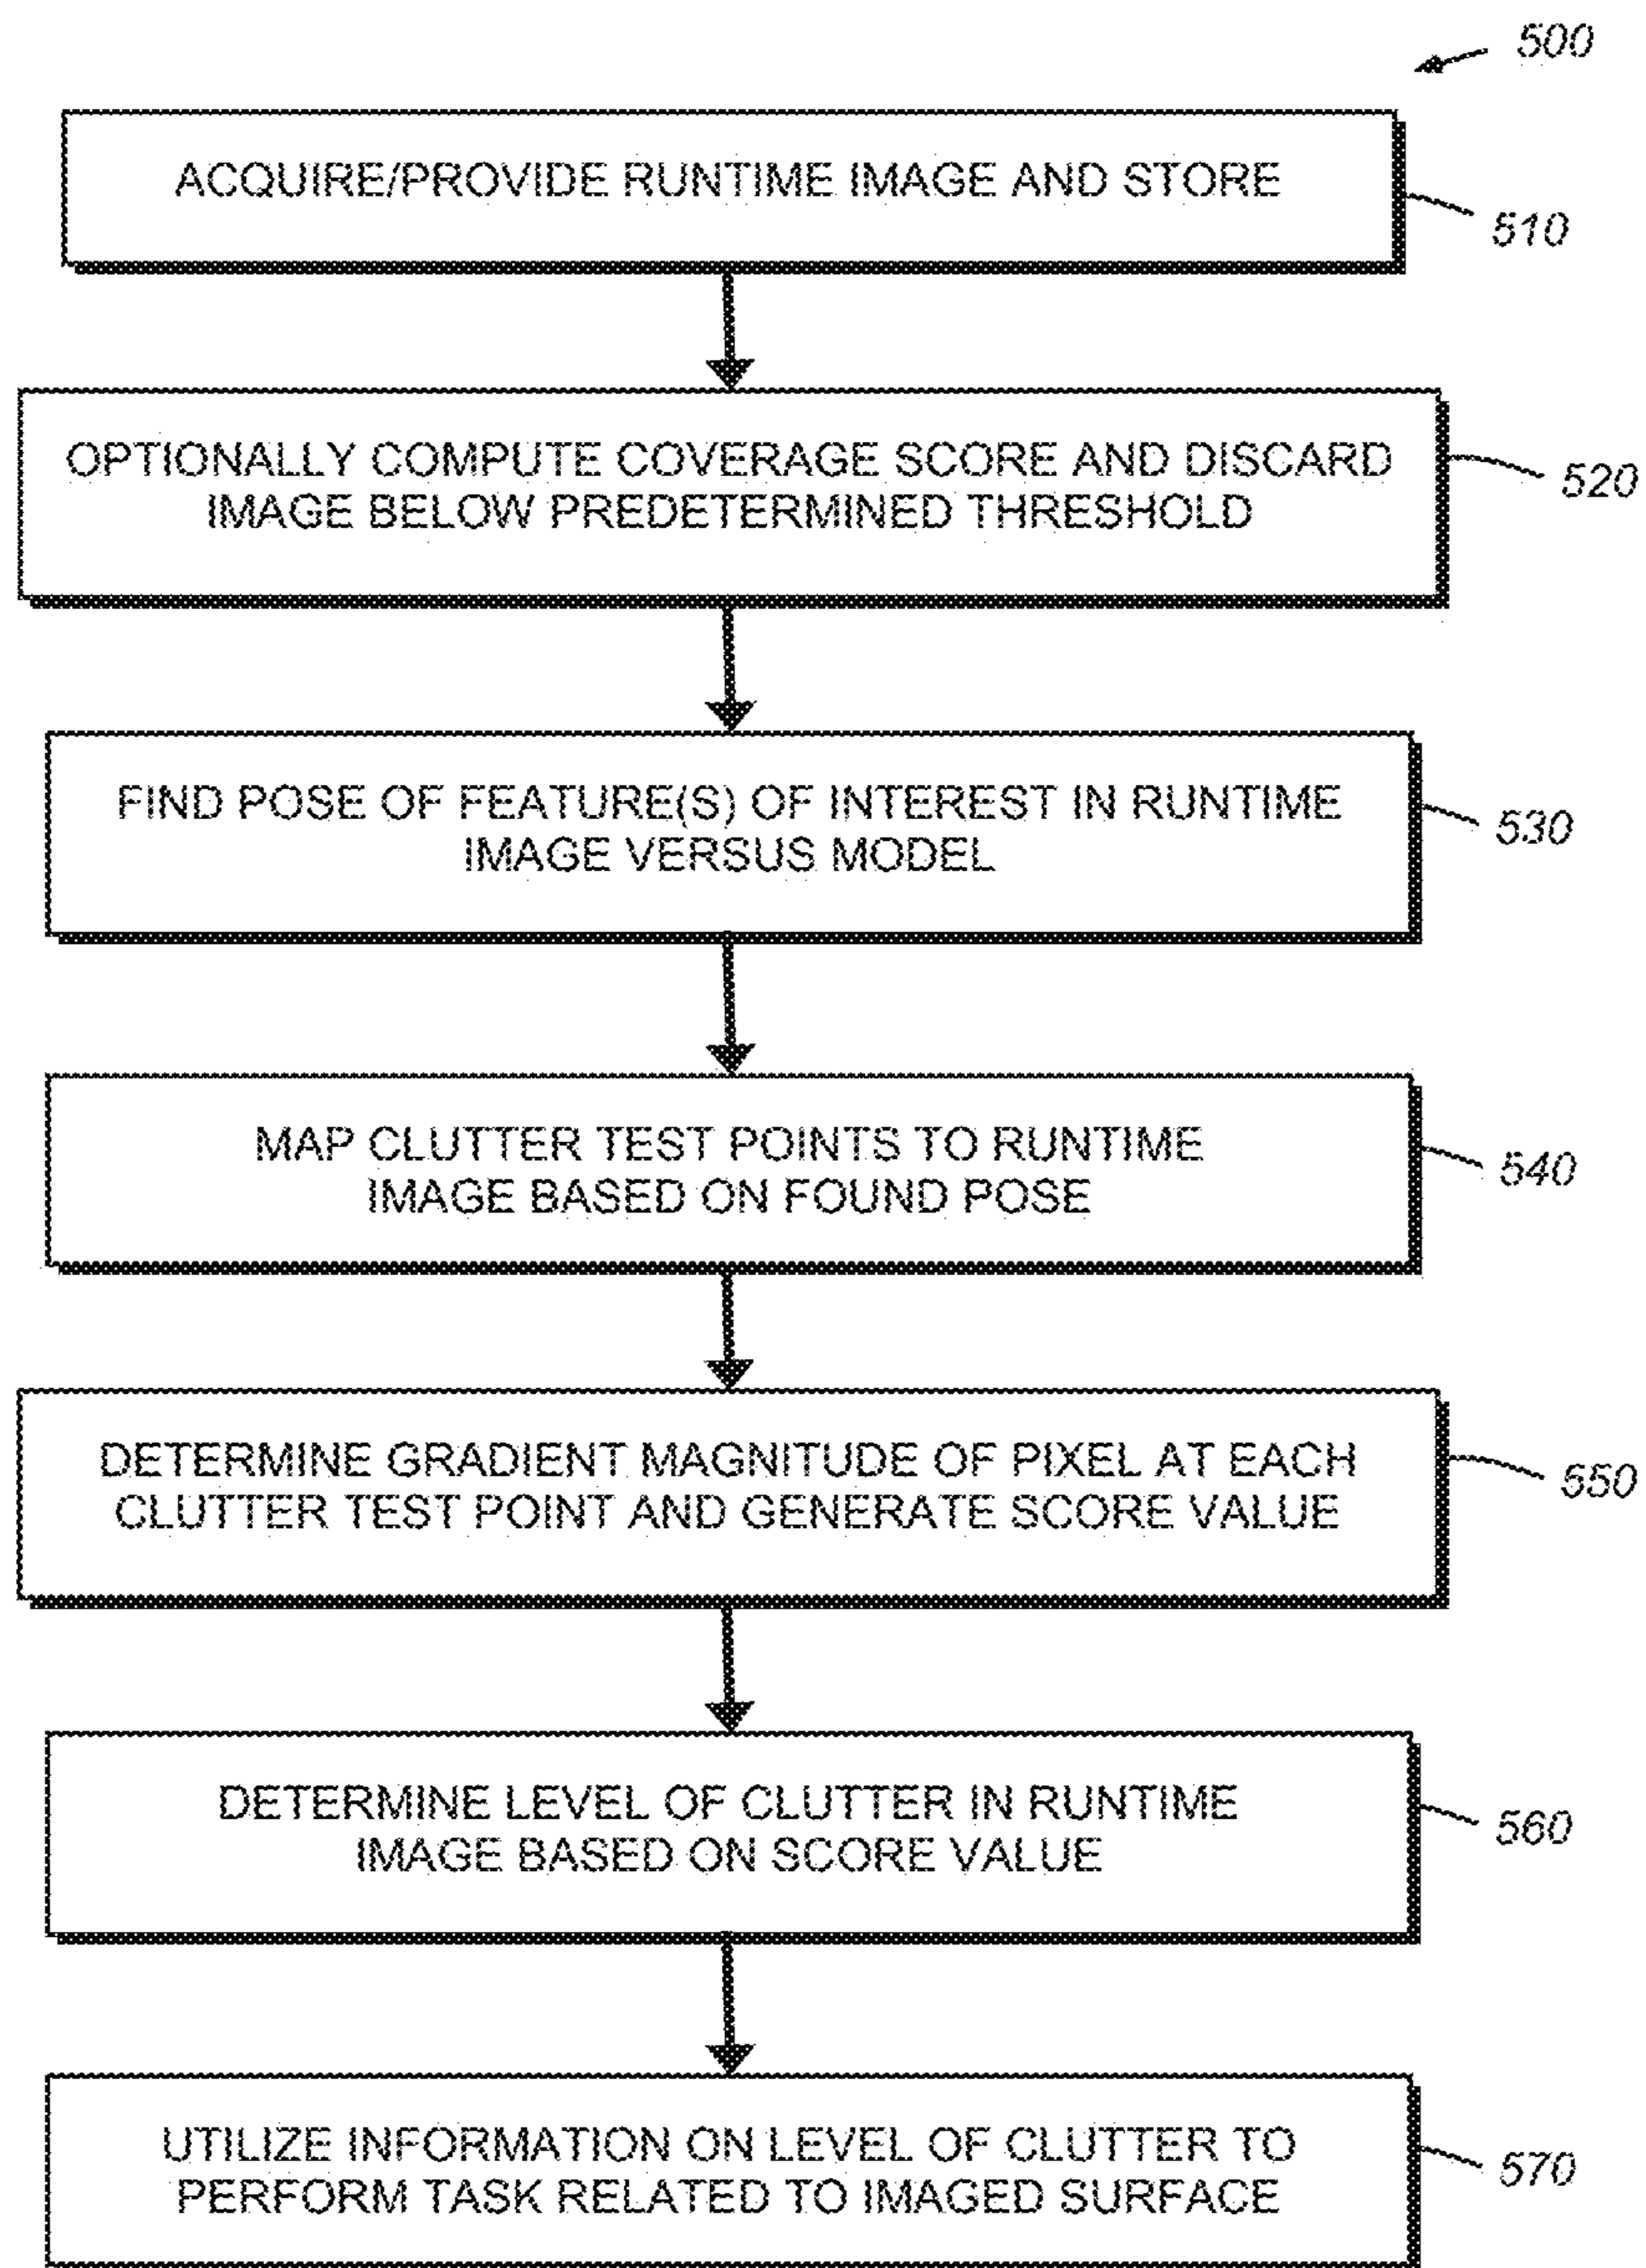 500
ACQUIRE/PROVIDE RUNTIME IMAGE AND STORE
510
OPTIONALLY COMPUTE COVERAGE SCORE AND DISCARD
IMAGE BELOW PREDETERMINED THRESHOLD
520
FIND POSE OF FEATURE(S) OF INTEREST IN RUNTIME
IMAGE VERSUS MODEL
530
MAP CLUTTER TEST POINTS TO RUNTIME
IMAGE BASED ON FOUND POSE
540
DETERMINE GRADIENT MAGNITUDE OF PIXEL AT EACH
CLUTTER TEST POINT AND GENERATE SCORE VALUE
550
DETERMINE LEVEL OF CLUTTER IN RUNTIME
IMAGE BASED ON SCORE VALUE
560
UTILIZE INFORMATION ON LEVEL OF CLUTTER TO
PERFORM TASK RELATED TO IMAGED SURFACE
570